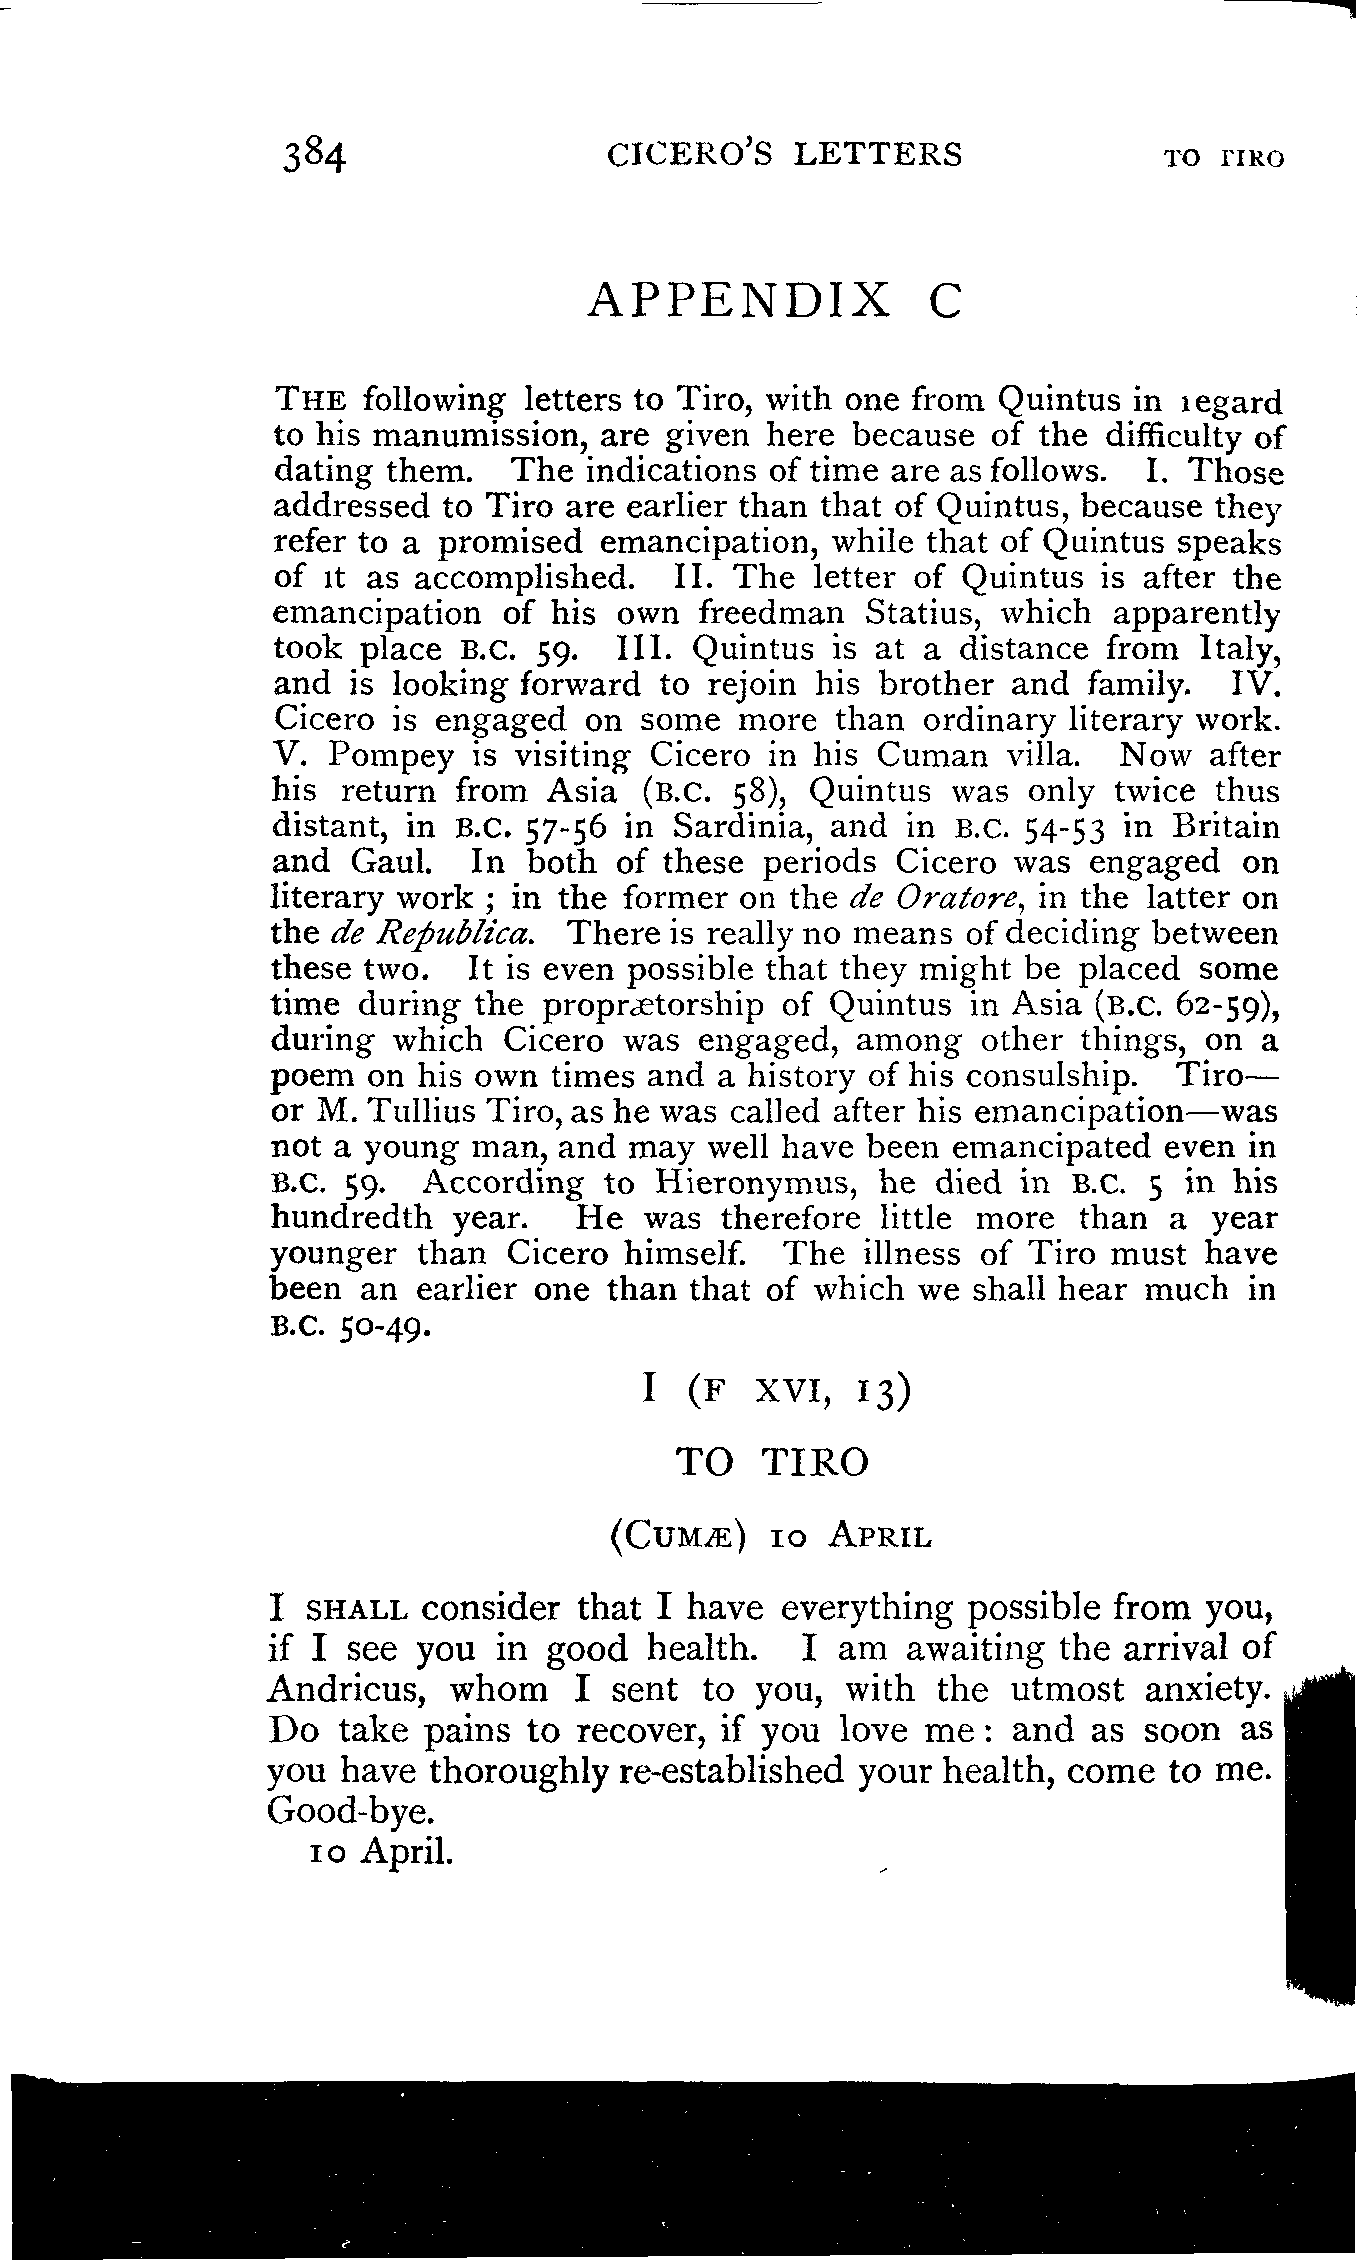 384 CICERO'S LETTERS TO TIRO
APPENDIX C
THE following letters to Tiro, with one from Quintus in regard
to his manumission, are given here because of the difficulty of
dating them. The indications of time are as follows. I. Those
addressed to Tiro are earlier than that of Quintus, because they
refer to a promised emancipation, while that of Quintus speaks
of it as accomplished. II. The letter of Quintus is after the
emancipation of his own freedman Statius, which apparently
took place B.C. 59. III. Quintus is at a distance from Italy,
and is looking forward to rejoin his brother and family. IV.
Cicero is engaged on some more than ordinary literary work.
V. Pompey is visiting Cicero in his Cuman villa. Now after
his return from Asia (B.C. 58), Quintus was only twice thus
distant, in B.C. 57-56 in Sardinia, and in B.C. 54-53 in Britain
and Gaul. In both of these periods Cicero was engaged on
literary work ; in the former on the de Oratore, in the latter on
the de Republica. There is really no means of deciding between
these two. It is even possible that they might be placed some
time during the proprætorship of Quintus in Asia (B.C. 62-59),
during which Cicero was engaged, among other things, on a
poem on his own times and a history of his consulship. Tiro—
or M. Tullius Tiro, as he was called after his emancipation—was
not a young man, and may well have been emancipated even in
B.C. 59. According to Hieronymus, he died in B.C. 5 in his
hundredth year. He was therefore little more than a year
younger than Cicero himself. The illness of Tiro must have
been an earlier one than that of which we shall hear much in
B.C. 50-49.
I (F XVI, 13)
TO TIRO
(CUMÆ) 10 APRIL
I SHALL consider that I have everything possible from you,
if I see you in good health. I am awaiting the arrival of
Andricus, whom I sent to you, with the utmost anxiety.
Do take pains to recover, if you love me : and as soon as
you have thoroughly re-established your health, come to me.
Good-bye.
10 April.